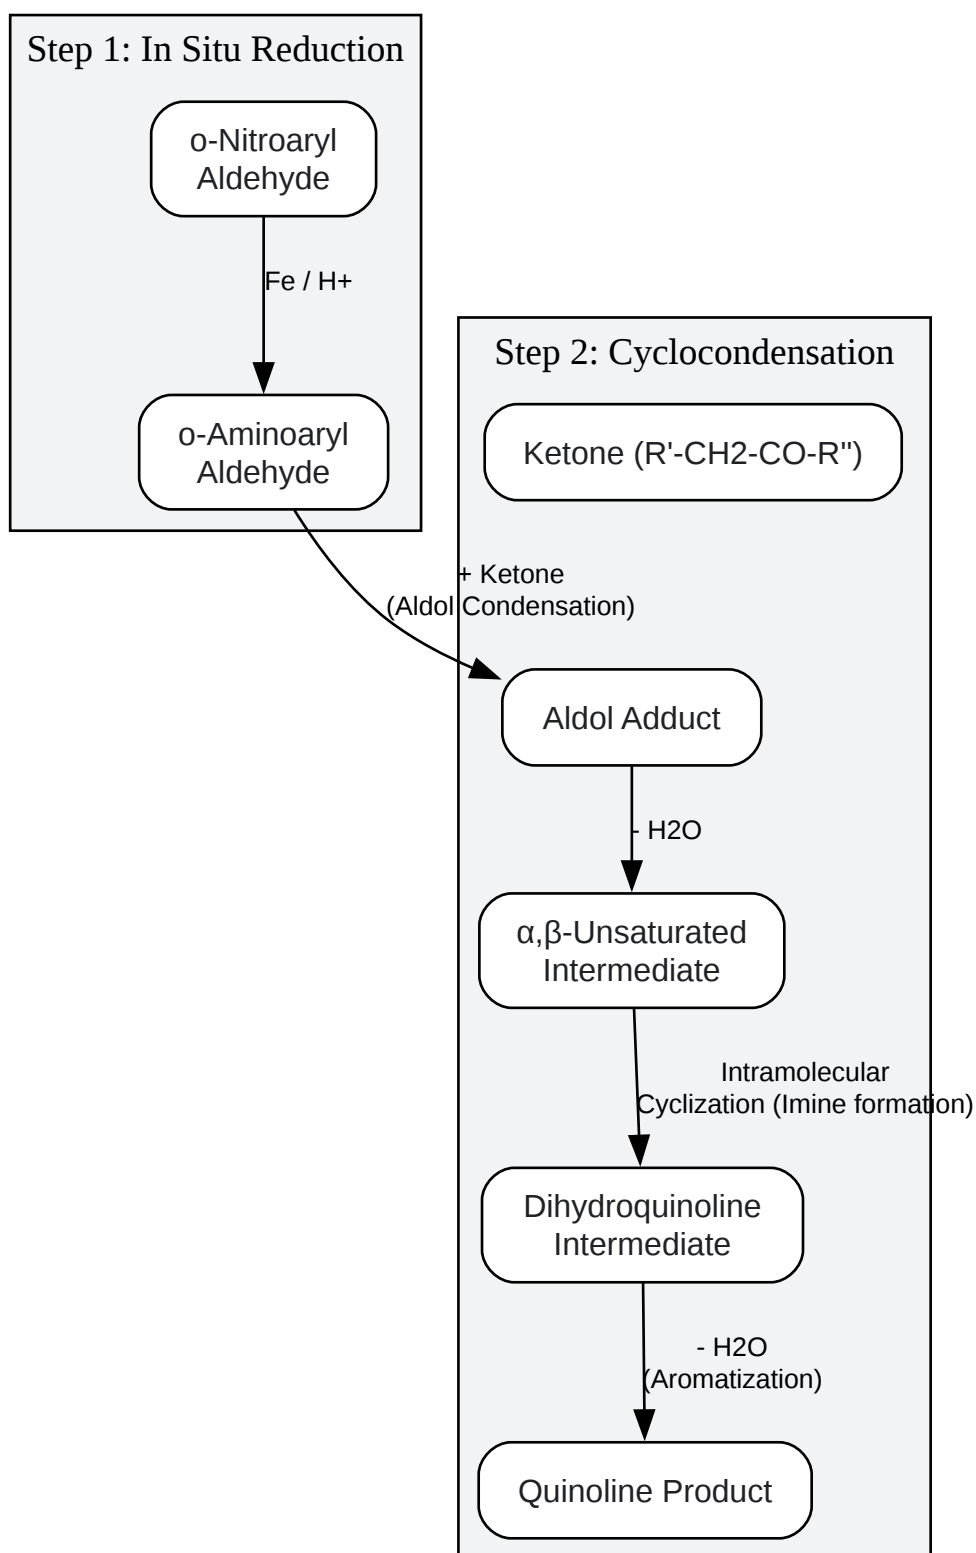 Step 1: In Situ Reduction
o-Nitroaryl
Aldehyde
Fe / H+
o-Aminoaryl
Aldehyde
Step 2: Cyclocondensation
Ketone (R'-CH2-CO-R'')
+ Ketone
(Aldol Condensation)
Aldol Adduct
- H2O
α,β-Unsaturated
Intermediate
Intramolecular
Cyclization (Imine formation)
Dihydroquinoline
Intermediate
- H2O
(Aromatization)
Quinoline Product